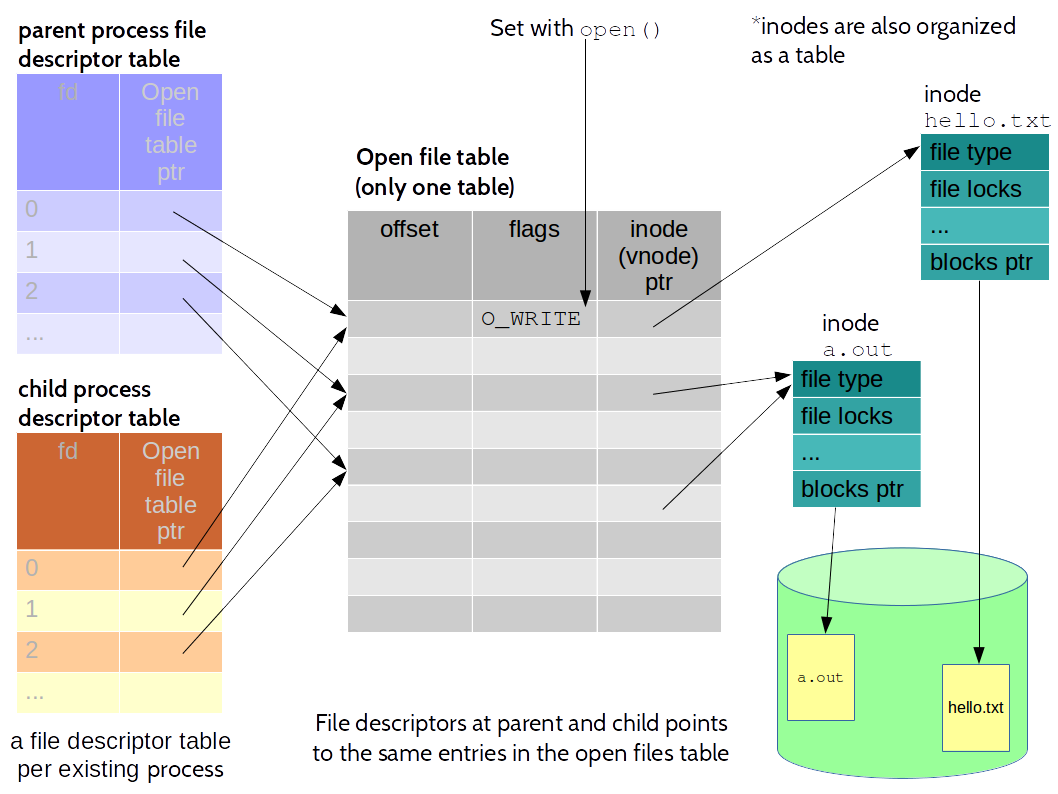 parent process file
descriptor table
fd
Open
file
table
ptr
0
1
2
...
child process
descriptor table
fd
Open
file
table
ptr
0
1
2
...
a file descriptor table
per existing process
Set with open()
Open file table
(only one table)
offset
flags
inode
(vnode)
ptr
O_WRITE
File descriptors at parent and child points
to the same entries in the open files table
*inodes are also organized
as a table
inode
hello.txt
file type
file locks
...
blocks ptr
inode
a.out
file type
file locks
...
blocks ptr
a.out
hello.txt